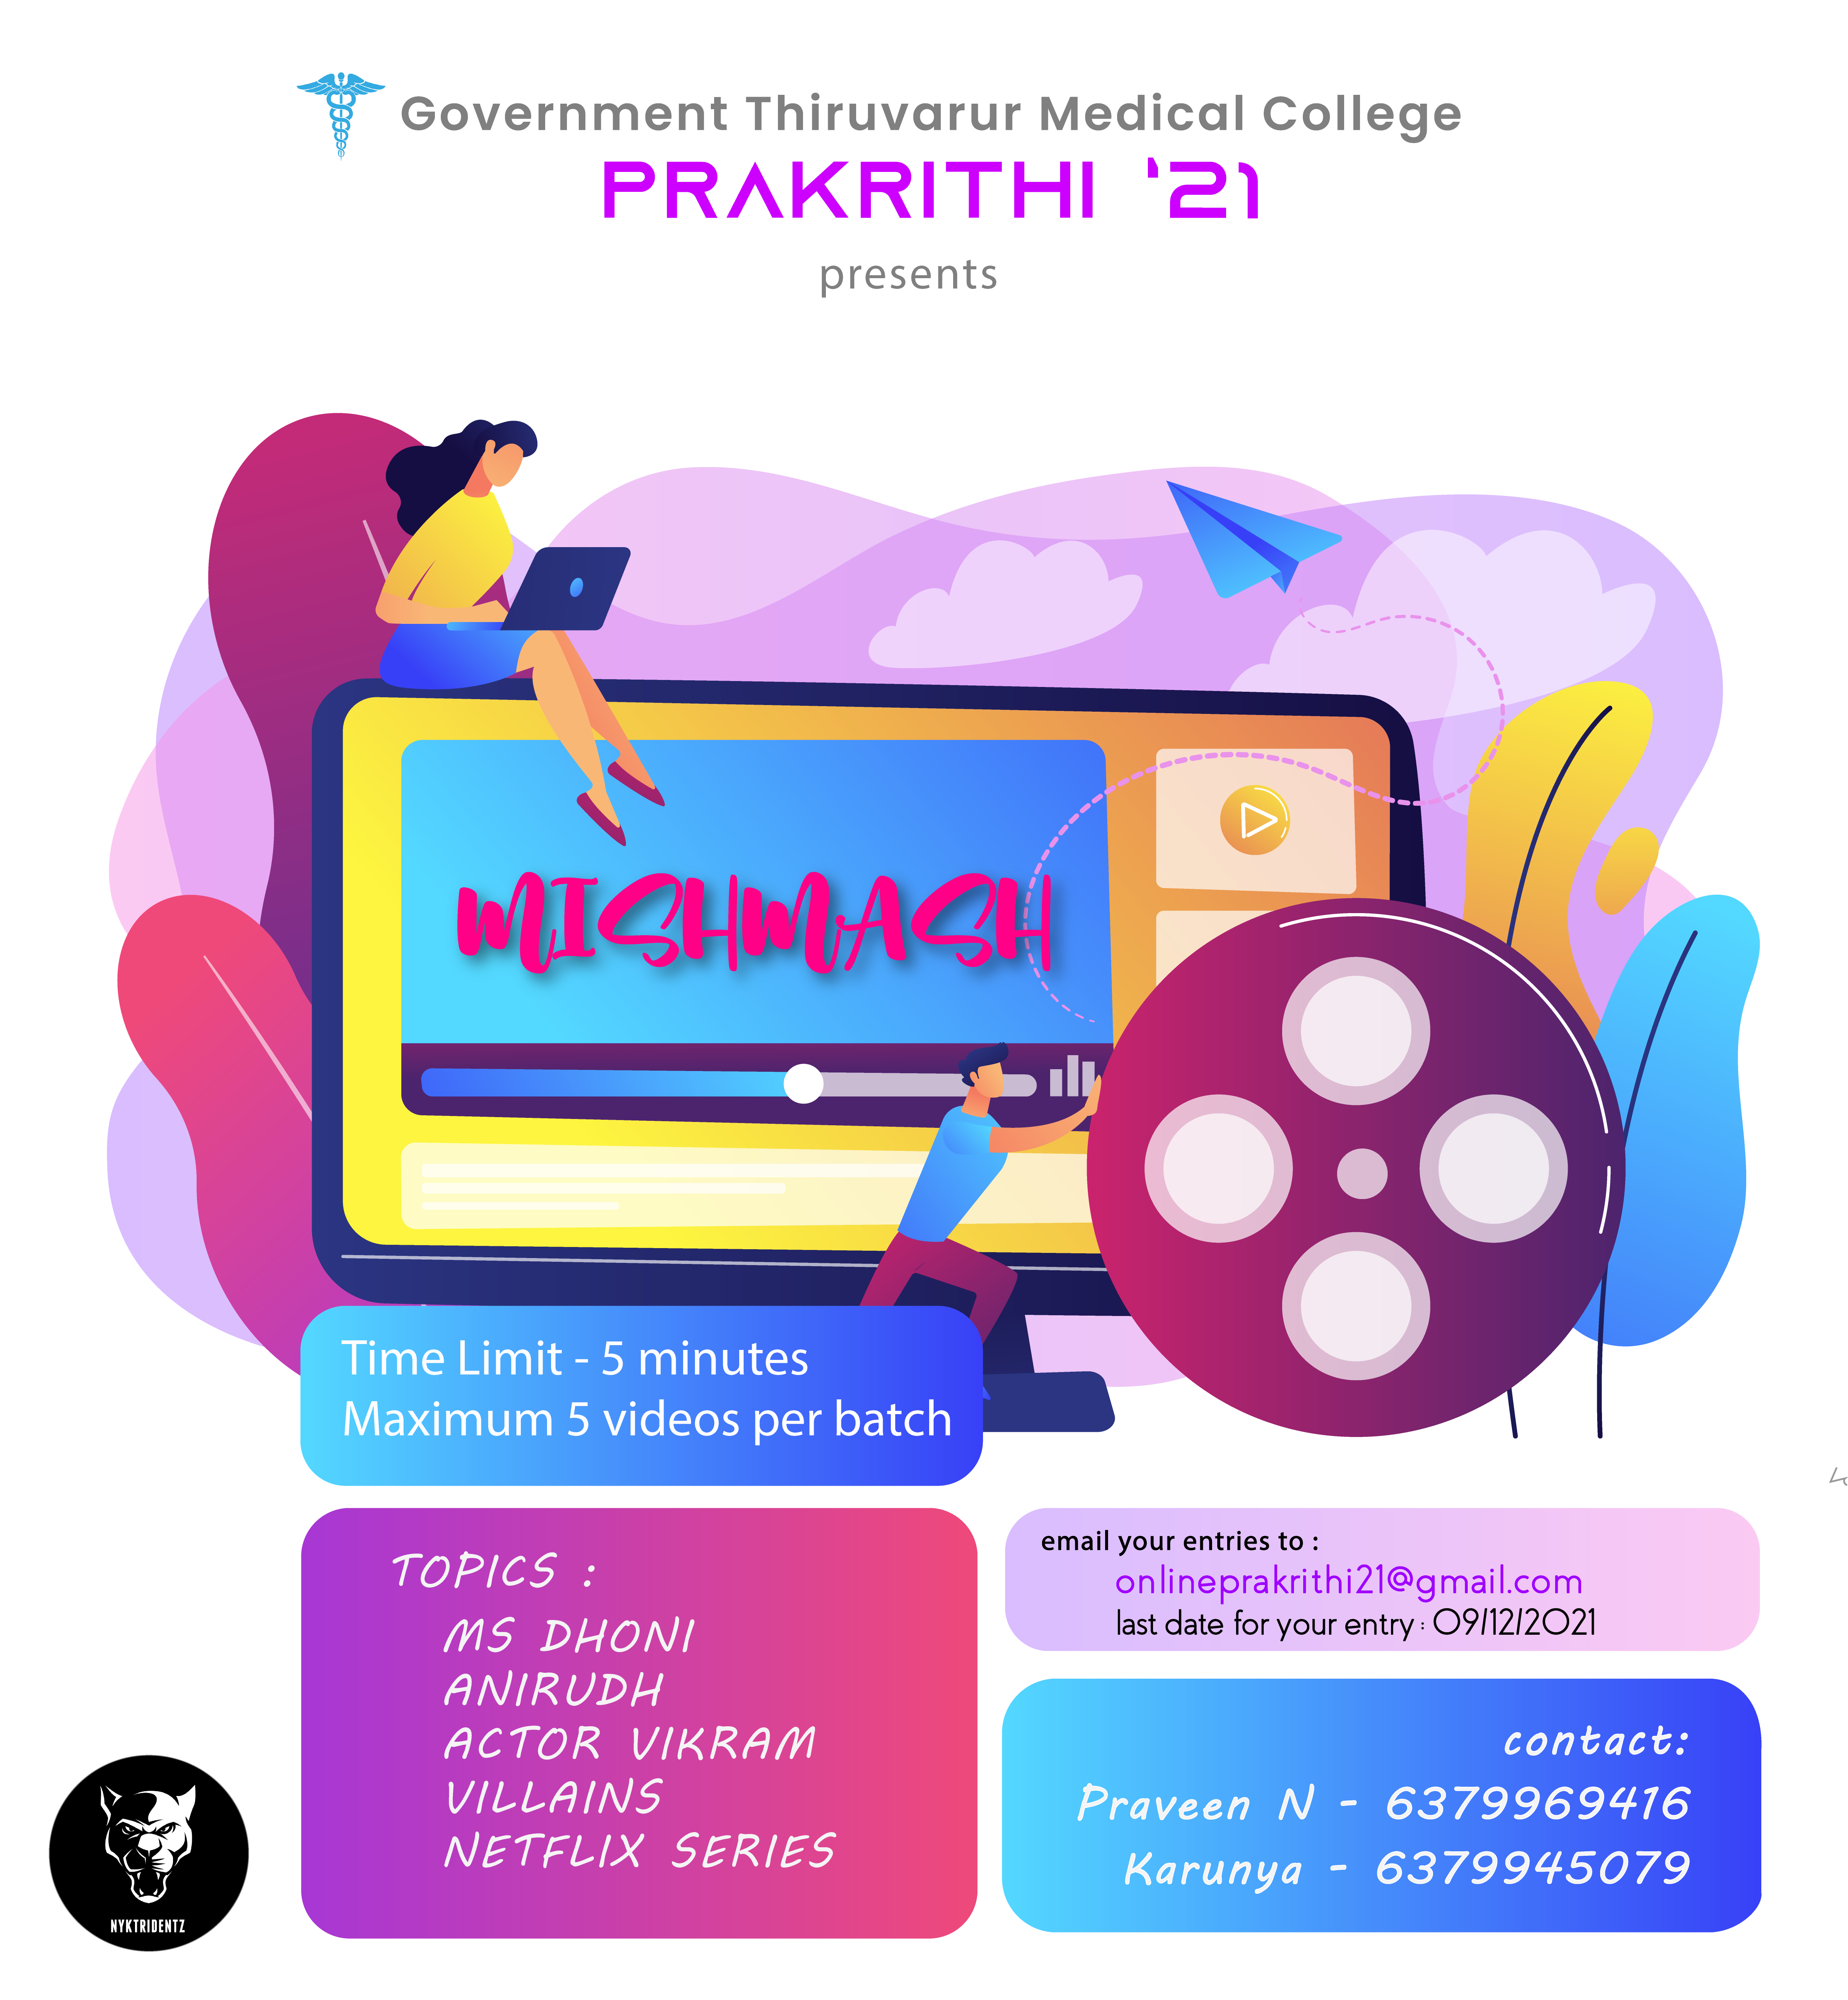 Government Thiruvarur Medical College
PRAKRITHI '21
presents
MISHMASH
Time Limit - 5 minutes
Maximum 5 videos per batch
TOPICS :
MS DHONI
ANIRUDH
ACTOR VIKRAM
VILLAINS
NETFLIX SERIES
email your entries to :
onlineprakrithi21@gmail.com
last date for your entry : 09/12/2021
contact:
Praveen N - 6379969416
Karunya - 6379945079
NYKTRIDENTZ